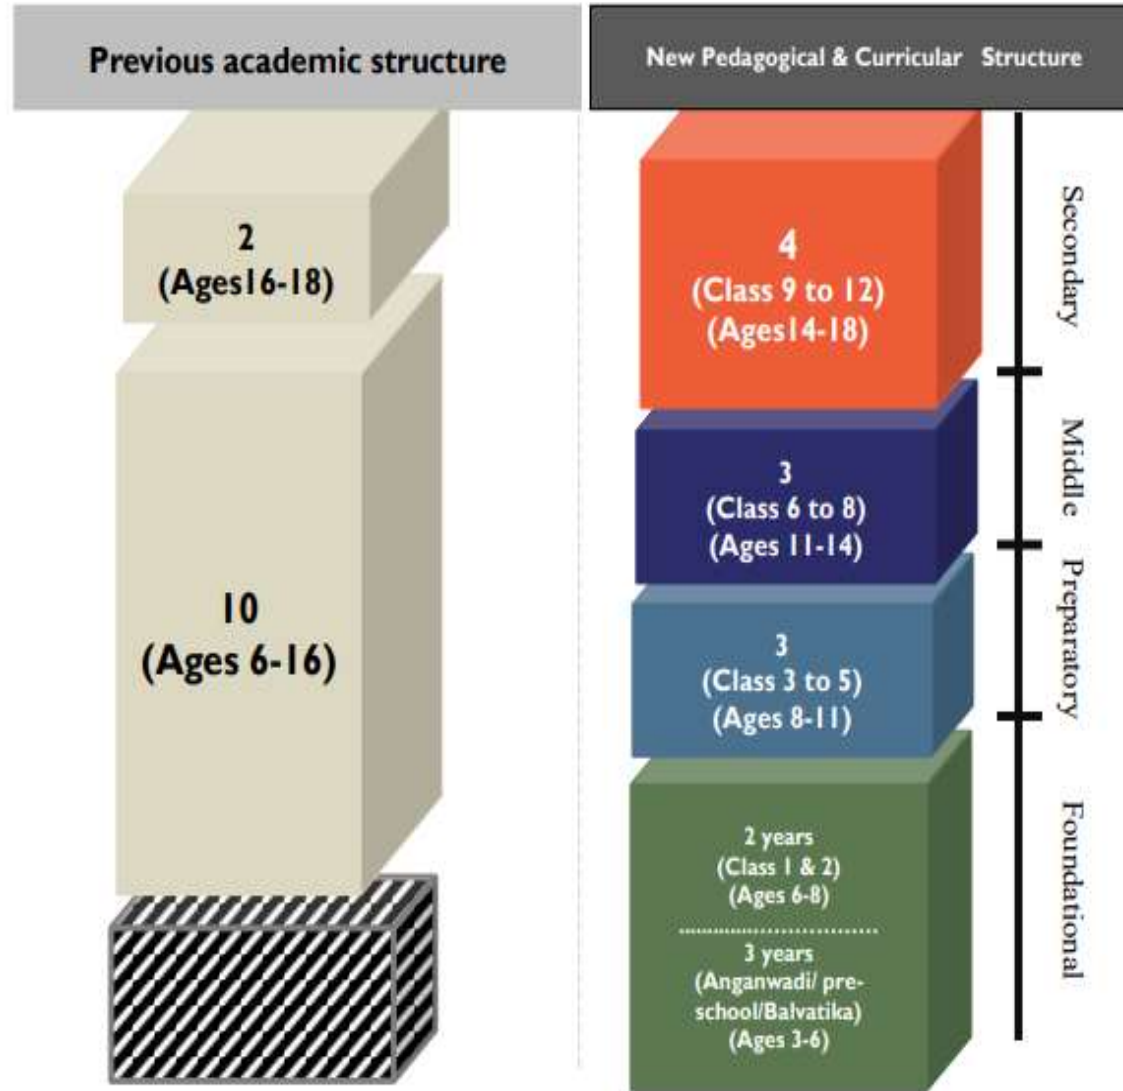 Previous academic structure
New Pedagogical & Curricular Structure
2
(Ages16-18)
10
(Ages 6-16)
4
(Class 9 to 12)
(Ages14-18)
3
(Class 6 to 8)
(Ages 11-14)
3
(Class 3 to 5)
(Ages 8-11)
2 years
(Class 1 & 2)
(Ages 6-8)
3 years
(Anganwadi/ pre-
school/Balvatika)
(Ages 3-6)
Secondary
Middle
Preparatory
Foundational